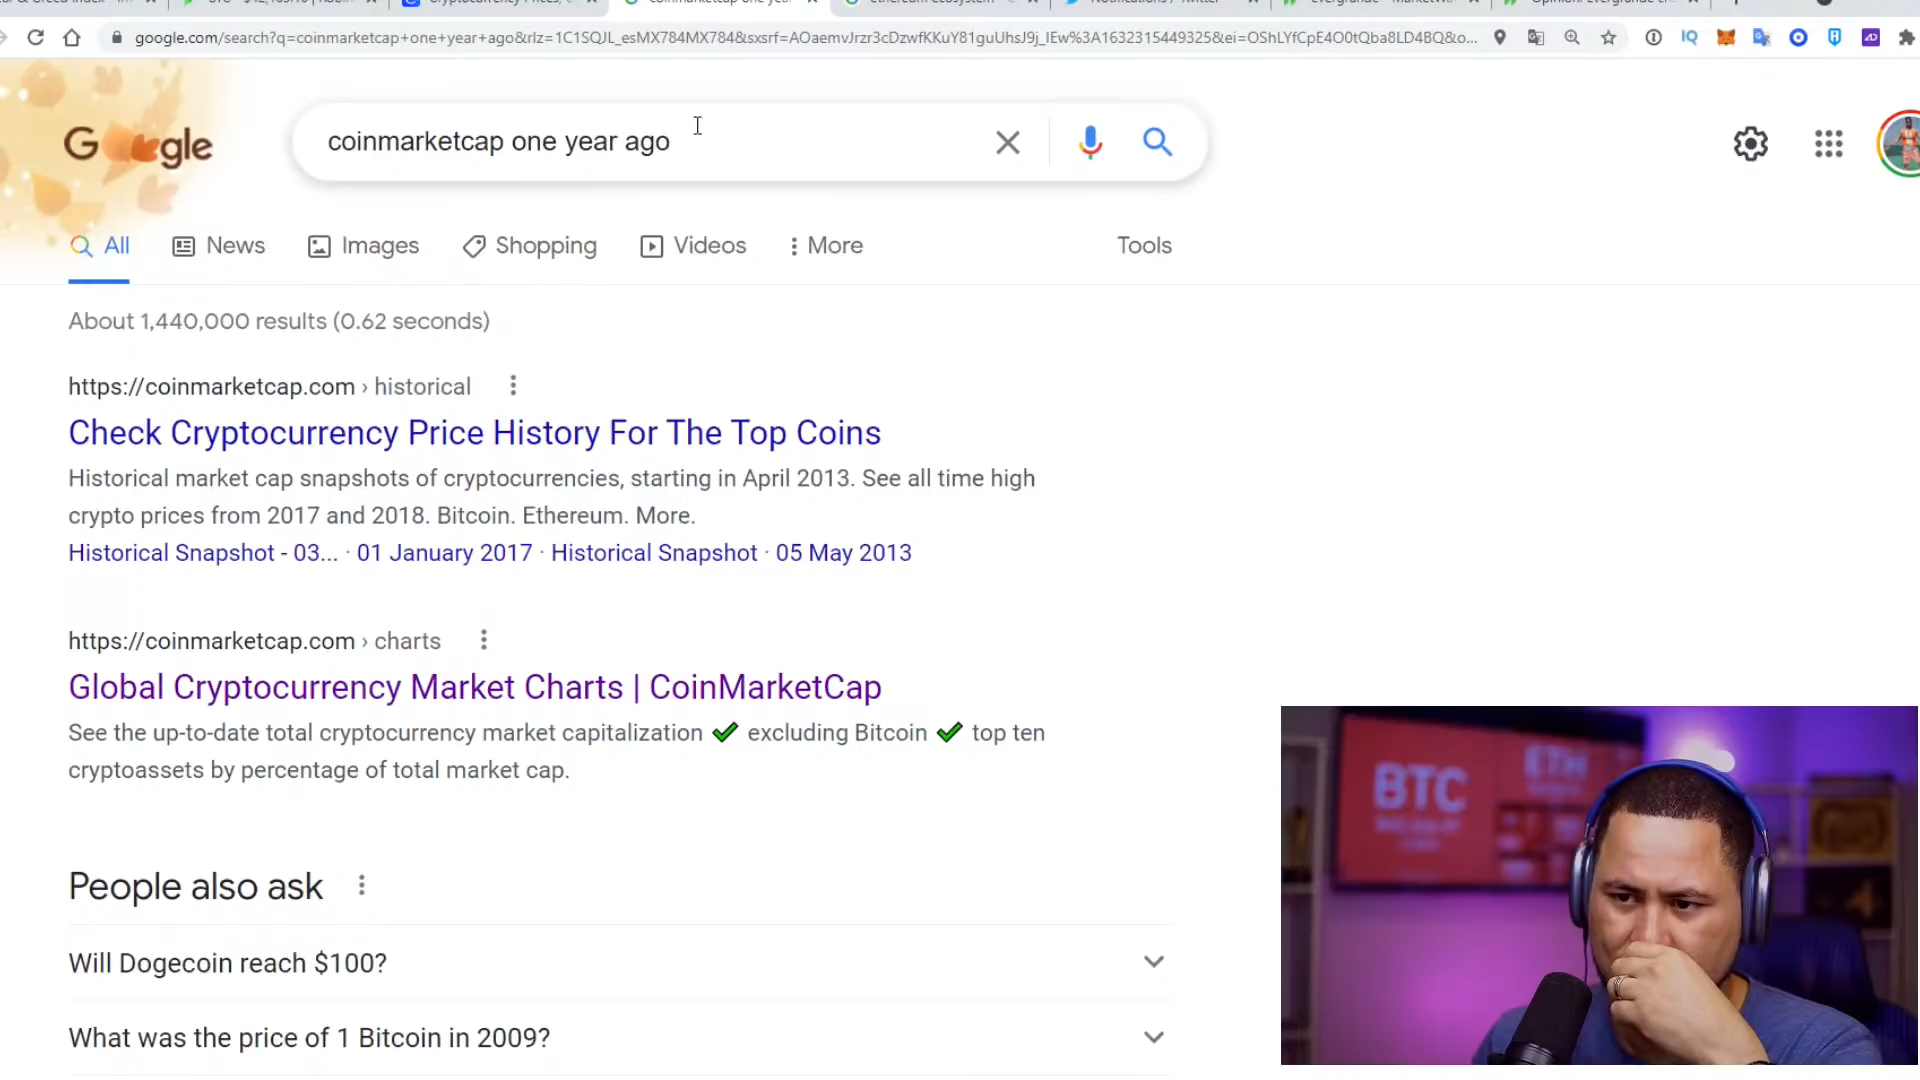 google.com/search?q=coinmarketcap+one+year+ago&rlz=1C1SQJL_esMX784MX784&sxsrf=AOaemvJrzr3cDzwfKKuY81guUhsJ9j_IEw%3A1632315449325&ei=OShLYfCpE4O0tQba8LD4BQ&o...
Google
coinmarketcap one year ago
All News Images Shopping Videos More Tools
About 1,440,000 results (0.62 seconds)
https://coinmarketcap.com › historical
Check Cryptocurrency Price History For The Top Coins
Historical market cap snapshots of cryptocurrencies, starting in April 2013. See all time high
crypto prices from 2017 and 2018. Bitcoin. Ethereum. More.
Historical Snapshot - 03... · 01 January 2017 · Historical Snapshot · 05 May 2013
https://coinmarketcap.com › charts
Global Cryptocurrency Market Charts | CoinMarketCap
See the up-to-date total cryptocurrency market capitalization ✔ excluding Bitcoin ✔ top ten
cryptoassets by percentage of total market cap.
People also ask
Will Dogecoin reach $100?
What was the price of 1 Bitcoin in 2009?
BTC
ETH